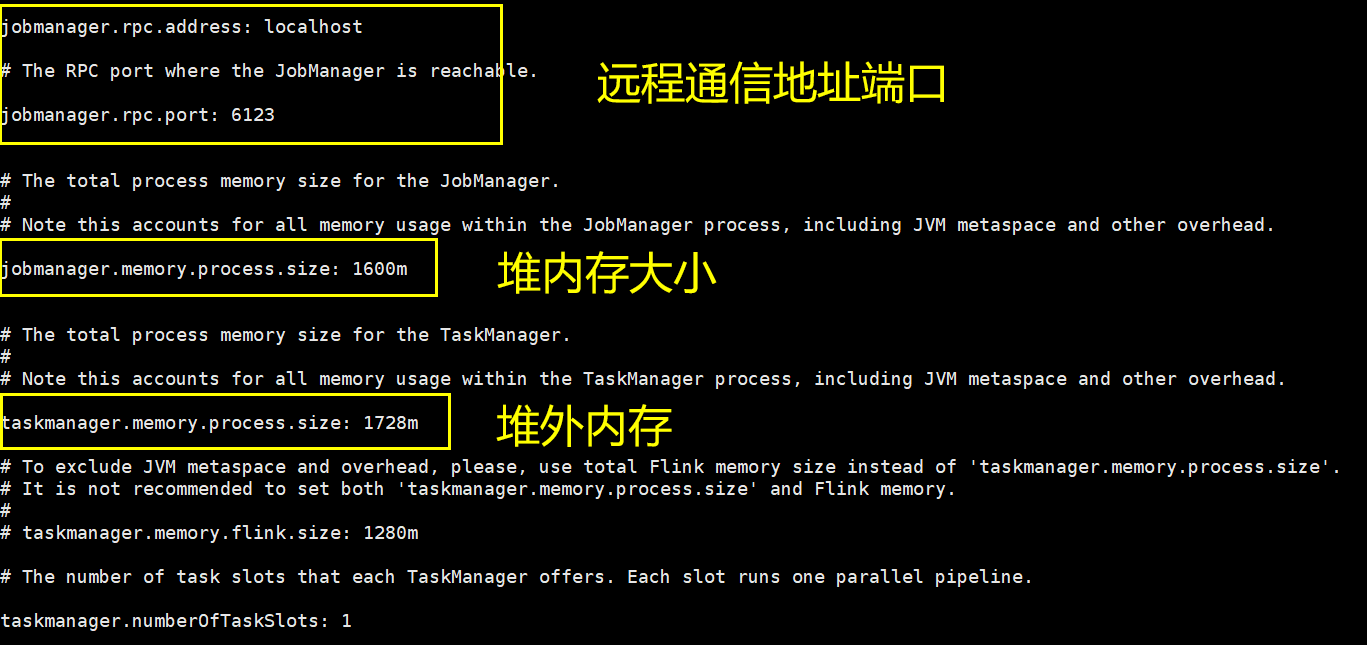 jobmanager.rpc.address: localhost
# The RPC port where the JobManager is reachable.
远程通信地址端口
jobmanager.rpc.port: 6123
# The total process memory size for the JobManager.
#
# Note this accounts for all memory usage within the JobManager process, including JVM metaspace and other overhead.
jobmanager.memory.process.size: 1600m
堆内存大小
# The total process memory size for the TaskManager.
#
# Note this accounts for all memory usage within the TaskManager process, including JVM metaspace and other overhead.
taskmanager.memory.process.size: 1728m
堆外内存
# To exclude JVM metaspace and overhead, please, use total Flink memory size instead of 'taskmanager.memory.process.size'.
# It is not recommended to set both 'taskmanager.memory.process.size' and Flink memory.
#
# taskmanager.memory.flink.size: 1280m
# The number of task slots that each TaskManager offers. Each slot runs one parallel pipeline.
taskmanager.numberOfTaskSlots: 1